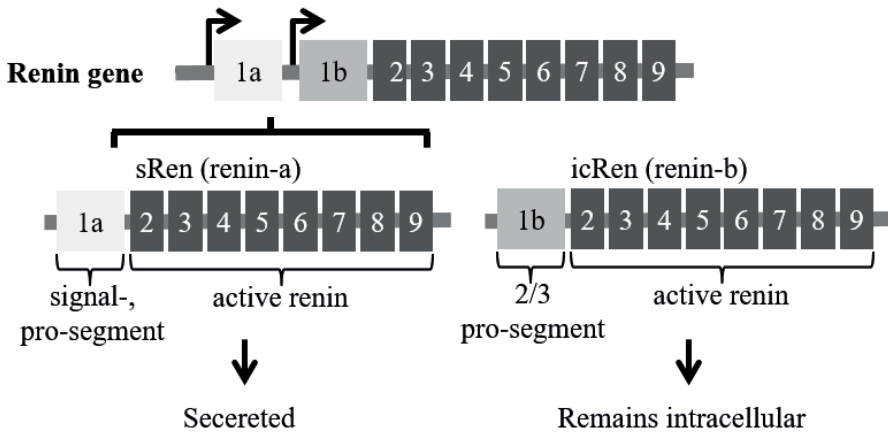 Renin gene 1a 1b 2 3 4 5 6 7 8 9
sRen (renin-a)
1a 2 3 4 5 6 7 8 9
signal-,
pro-segment
active renin
Secereted
icRen (renin-b)
1b 2 3 4 5 6 7 8 9
2/3
pro-segment
active renin
Remains intracellular